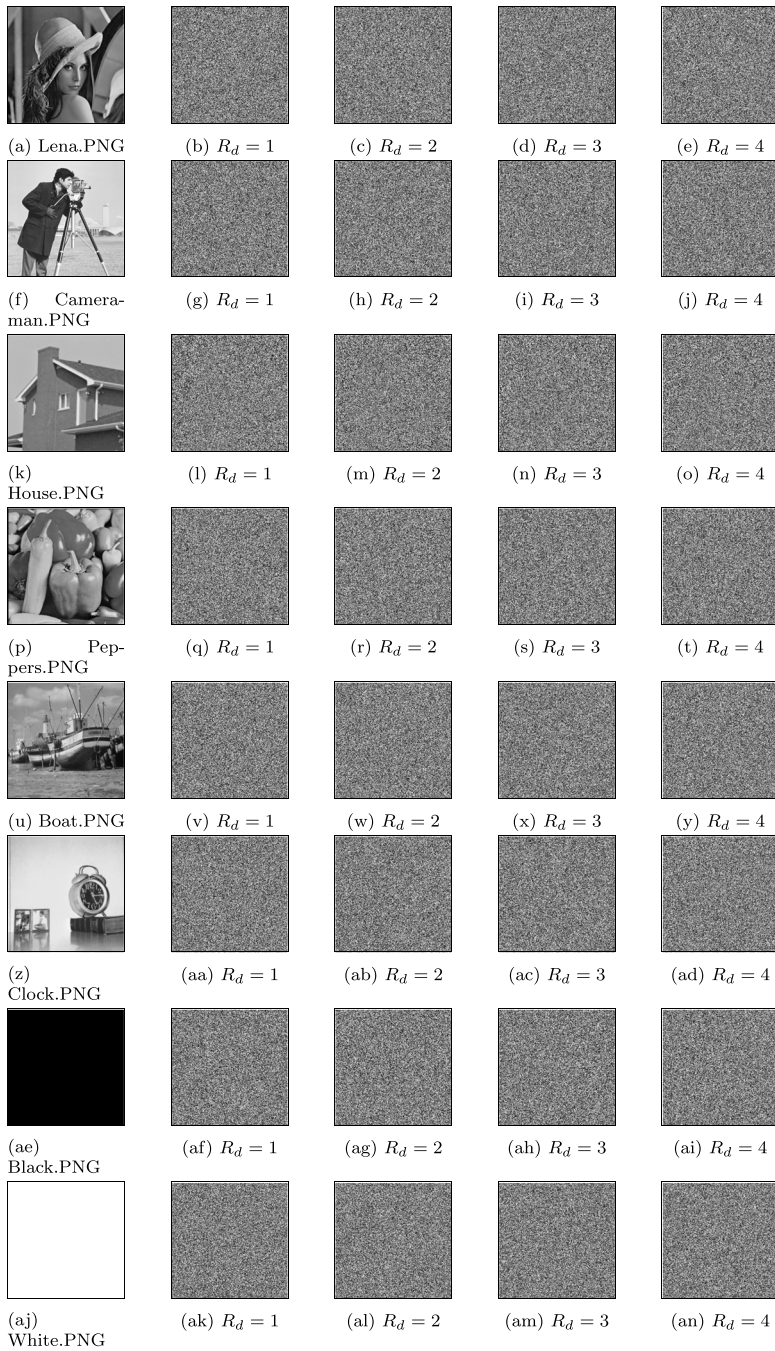 (a) Lena.PNG (b) R_d = 1 (c) R_d = 2 (d) R_d = 3 (e) R_d = 4
(f) Camera-
man.PNG (g) R_d = 1 (h) R_d = 2 (i) R_d = 3 (j) R_d = 4
(k)
House.PNG (l) R_d = 1 (m) R_d = 2 (n) R_d = 3 (o) R_d = 4
(p) Pep-
pers.PNG (q) R_d = 1 (r) R_d = 2 (s) R_d = 3 (t) R_d = 4
(u) Boat.PNG (v) R_d = 1 (w) R_d = 2 (x) R_d = 3 (y) R_d = 4
(z)
Clock.PNG (aa) R_d = 1 (ab) R_d = 2 (ac) R_d = 3 (ad) R_d = 4
(ae)
Black.PNG (af) R_d = 1 (ag) R_d = 2 (ah) R_d = 3 (ai) R_d = 4
(aj)
White.PNG (ak) R_d = 1 (al) R_d = 2 (am) R_d = 3 (an) R_d = 4